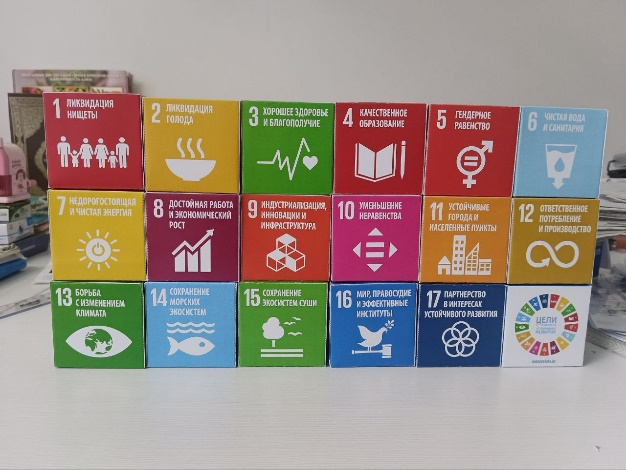 1 ЛИКВИДАЦИЯ
НИЩЕТЫ
2 ЛИКВИДАЦИЯ
ГОЛОДА
3 ХОРОШЕЕ ЗДОРОВЬЕ
И БЛАГОПОЛУЧИЕ
4 КАЧЕСТВЕННОЕ
ОБРАЗОВАНИЕ
5 ГЕНДЕРНОЕ
РАВЕНСТВО
6 ЧИСТАЯ ВОДА
И САНИТАРИЯ
7 НЕДОРОГОСТОЯЩАЯ
И ЧИСТАЯ ЭНЕРГИЯ
8 ДОСТОЙНАЯ РАБОТА
И ЭКОНОМИЧЕСКИЙ
РОСТ
9 ИНДУСТРИАЛИЗАЦИЯ,
ИННОВАЦИИ И
ИНФРАСТРУКТУРА
10 УМЕНЬШЕНИЕ
НЕРАВЕНСТВА
11 УСТОЙЧИВЫЕ
ГОРОДА И
НАСЕЛЕННЫЕ ПУНКТЫ
12 ОТВЕТСТВЕННОЕ
ПОТРЕБЛЕНИЕ
И ПРОИЗВОДСТВО
13 БОРЬБА
С ИЗМЕНЕНИЕМ
КЛИМАТА
14 СОХРАНЕНИЕ
МОРСКИХ
ЭКОСИСТЕМ
15 СОХРАНЕНИЕ
ЭКОСИСТЕМ СУШИ
16 МИР, ПРАВОСУДИЕ
И ЭФФЕКТИВНЫЕ
ИНСТИТУТЫ
17 ПАРТНЕРСТВО
В ИНТЕРЕСАХ
УСТОЙЧИВОГО РАЗВИТИЯ
ЦЕЛИ